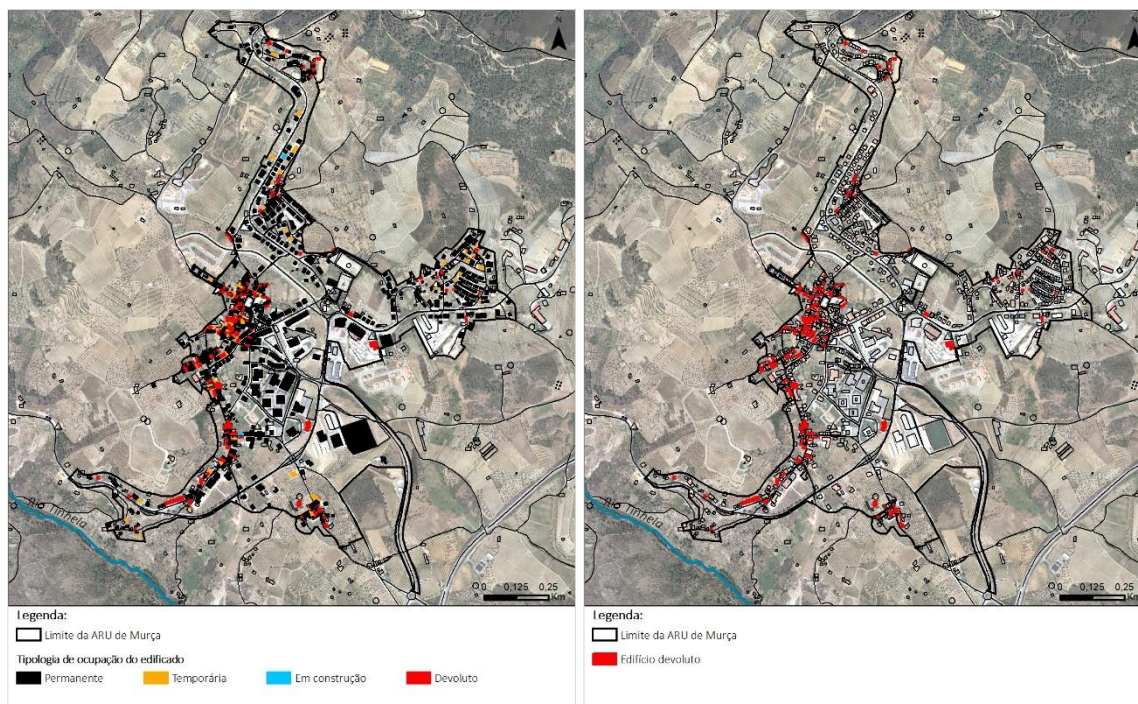 N
Rio Tinhela
0 0,125 0,25
Km
Legenda:
Limite da ARU de Murça
Tipologia de ocupação do edificado
Permanente Temporária Em construção Devoluto
N
Rio Tinhela
0 0,125 0,25
Km
Legenda:
Limite da ARU de Murça
Edifício devoluto